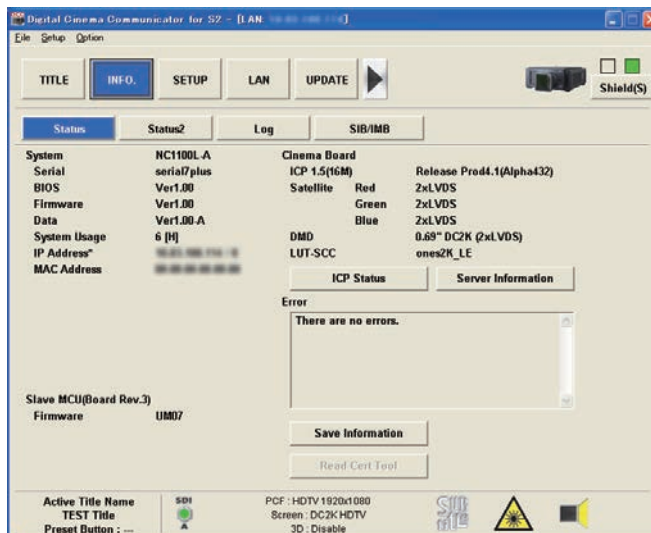 Digital Cinema Communicator for S2 - [LAN:
File Setup Option
TITLE INFO. SETUP LAN UPDATE Shield(S)
Status Status2 Log SIB/IMB
System NC1100L-A
Serial serial7plus
BIOS Ver1.00
Firmware Ver1.00
Data Ver1.00-A
System Usage 6 [H]
IP Address*
MAC Address
Slave MCU(Board Rev.3)
Firmware UM07
Cinema Board
ICP 1.5(16M) Release Prod4.1(Alpha432)
Satellite Red 2xLVDS
Green 2xLVDS
Blue 2xLVDS
DMD 0.69" DC2K (2xLVDS)
LUT-SCC ones2K_LE
ICP Status Server Information
Error
There are no errors.
Save Information
Read Cert Tool
Active Title Name
TEST Title
Preset Button : ---
SDI
A
PCF : HDTV 1920x1080
Screen : DC2K HDTV
3D : Disable
SUB
TITLE